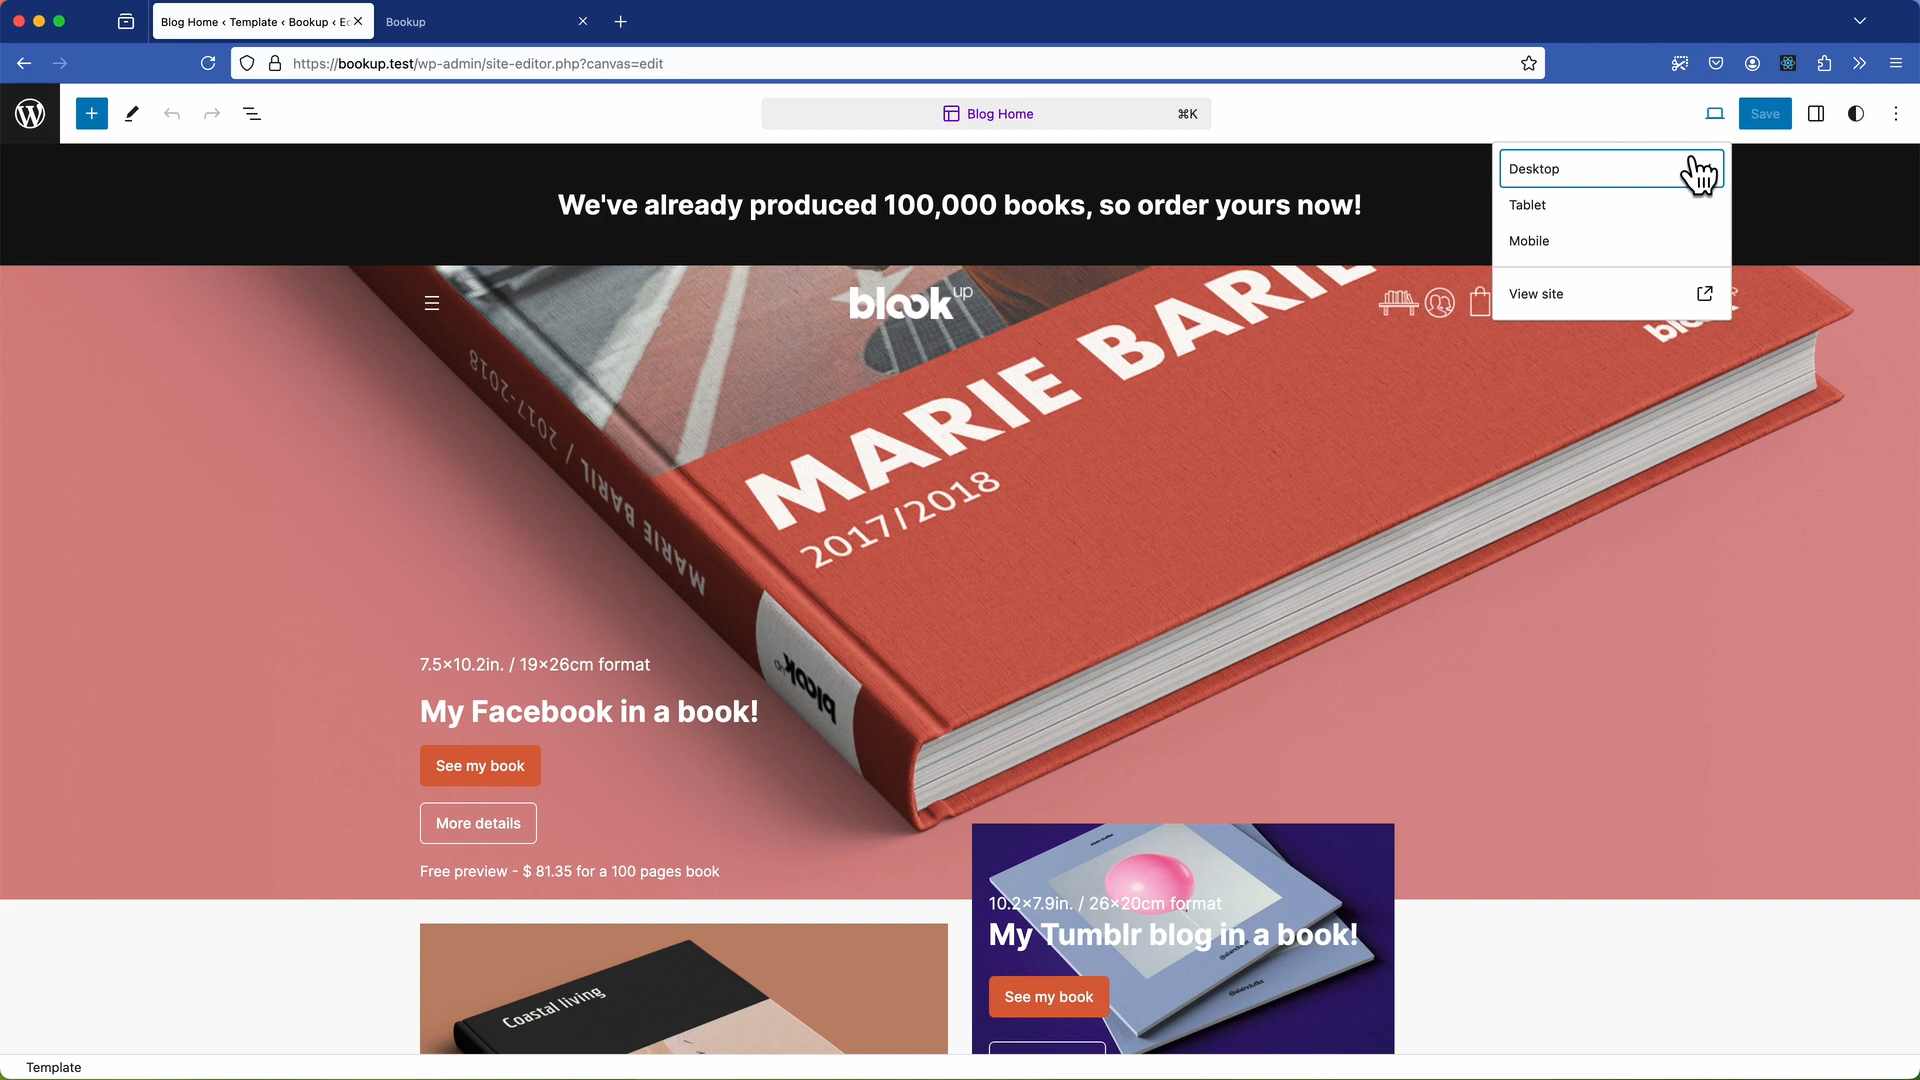 Blog Home ‹ Template ‹ Bookup ‹ Ec
Bookup
https://bookup.test/wp-admin/site-editor.php?canvas=edit
Blog Home
⌘K
Save
Desktop
Tablet
Mobile
View site
We've already produced 100,000 books, so order yours now!
blookup
MARIE BARIL / 2017-2018
MARIE BARIL
2017/2018
blookup
7.5×10.2in. / 19×26cm format
My Facebook in a book!
See my book
More details
Free preview - $ 81.35 for a 100 pages book
10.2×7.9in. / 26×20cm format
My Tumblr blog in a book!
See my book
Coastal living
Template